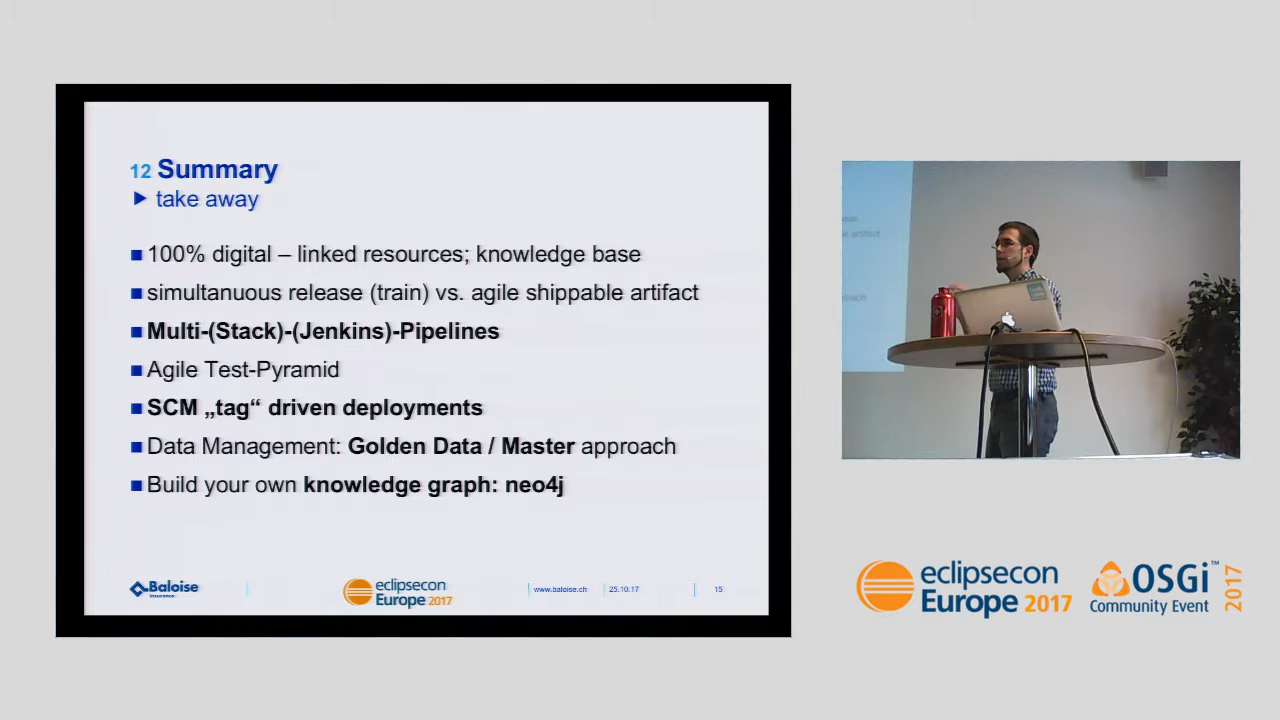 12 Summary
take away
100% digital – linked resources; knowledge base
simultanuous release (train) vs. agile shippable artifact
Multi-(Stack)-(Jenkins)-Pipelines
Agile Test-Pyramid
SCM „tag“ driven deployments
Data Management: Golden Data / Master approach
Build your own knowledge graph: neo4j
Baloise
Insurance
eclipsecon
Europe 2017
www.baloise.ch
25.10.17
15
eclipsecon
Europe 2017
OSGi™
Community Event
2017